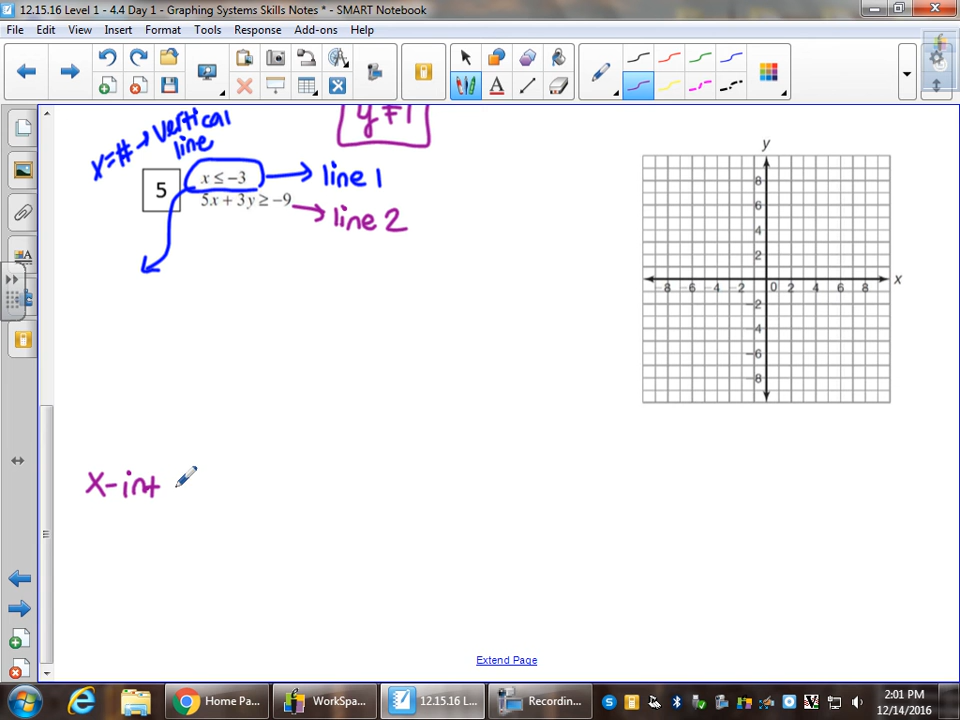 12.15.16 Level 1 - 4.4 Day 1 - Graphing Systems Skills Notes * - SMART Notebook
File Edit View Insert Format Tools Response Add-ons Help
y = 1
x=# → vertical
line
5
x ≤ −3
→ line 1
5x + 3y ≥ −9
→ line 2
y
8
6
4
2
-8 -6 -4 -2 0 2 4 6 8 x
-2
-4
-6
-8
x-int
Extend Page
Home Pa...
WorkSpa...
12.15.16 L...
Recordin...
2:01 PM
12/14/2016